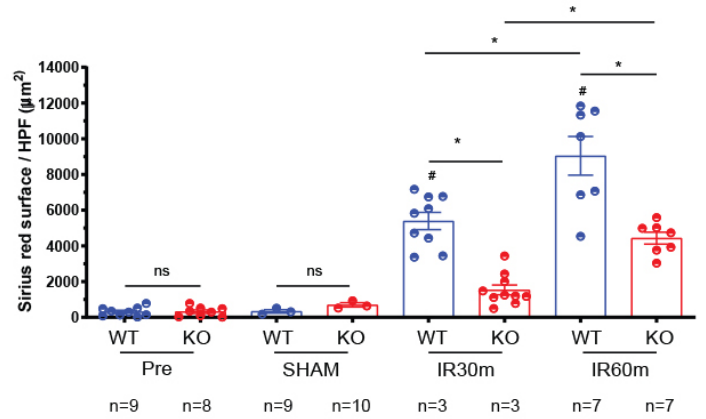 *
*
*
14000
12000
10000
8000
6000
4000
2000
0
Sirius red surface / HPF (µm²)
#
*
#
ns
ns
WT KO WT KO WT KO WT KO
Pre SHAM IR30m IR60m
n=9 n=8 n=9 n=10 n=3 n=3 n=7 n=7